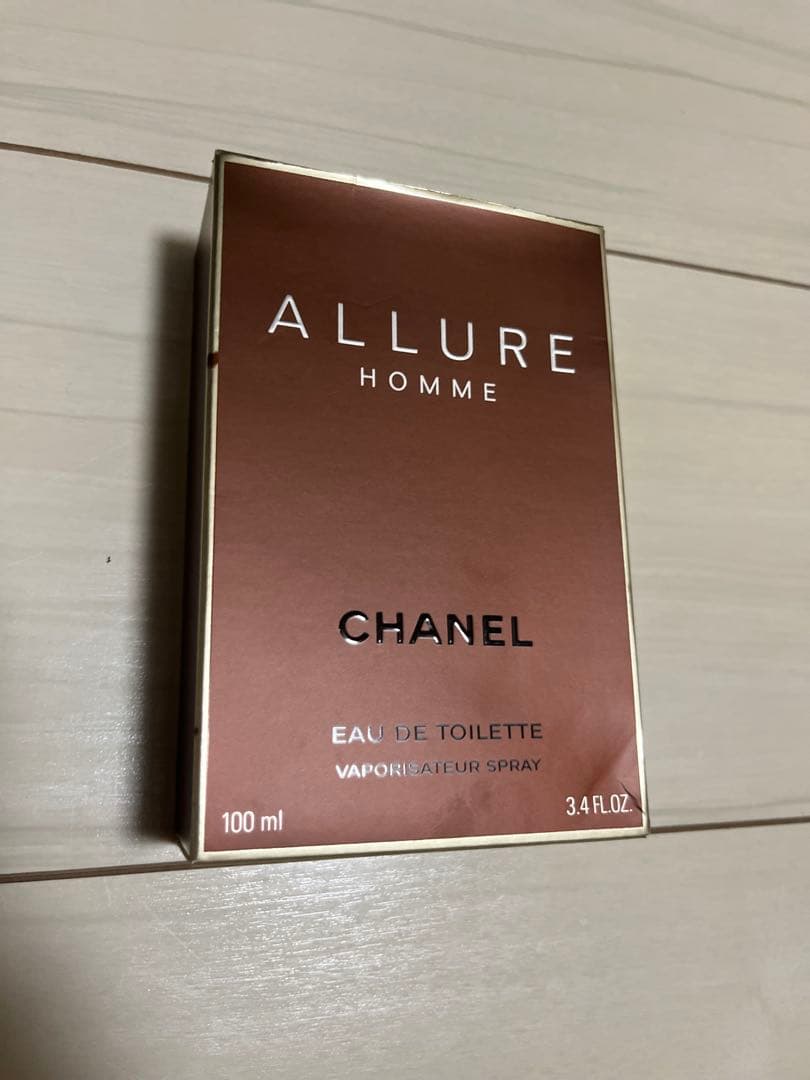 ALLURE
HOMME
CHANEL
EAU DE TOILETTE
VAPORISATEUR SPRAY
100 ml
3.4 FL.OZ.